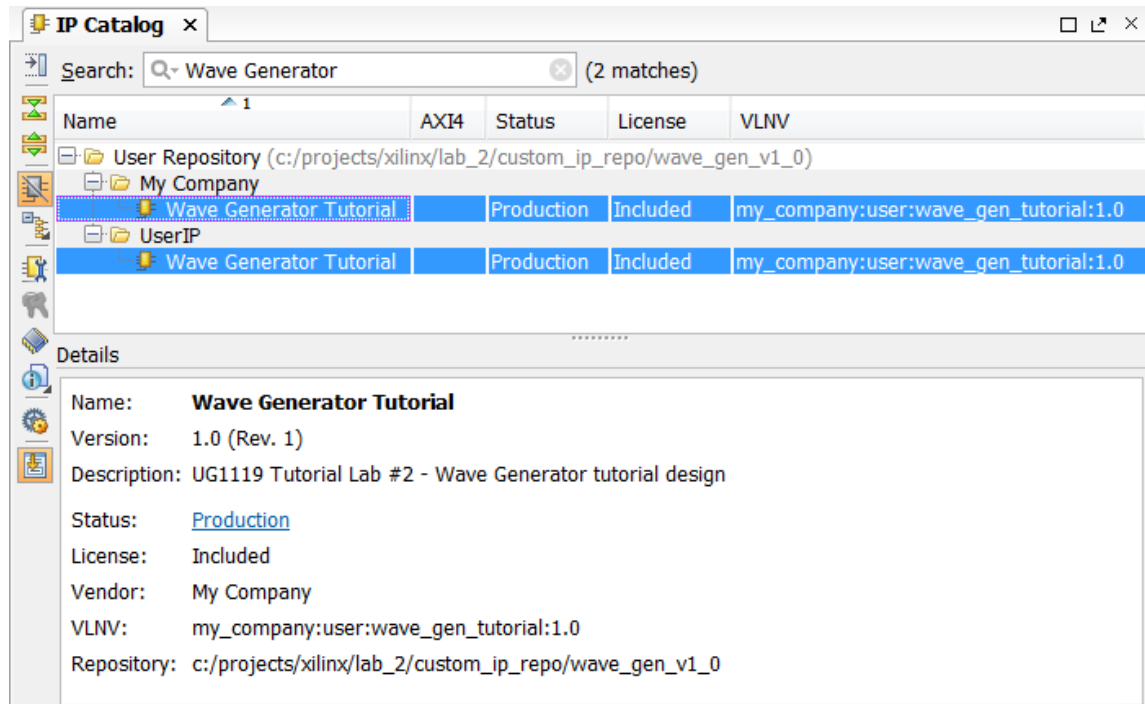 IP Catalog ×
Search: Wave Generator (2 matches)
1
Name AXI4 Status License VLNV
User Repository (c:/projects/xilinx/lab_2/custom_ip_repo/wave_gen_v1_0)
My Company
Wave Generator Tutorial Production Included my_company:user:wave_gen_tutorial:1.0
UserIP
Wave Generator Tutorial Production Included my_company:user:wave_gen_tutorial:1.0
Details
Name: Wave Generator Tutorial
Version: 1.0 (Rev. 1)
Description: UG1119 Tutorial Lab #2 - Wave Generator tutorial design
Status: Production
License: Included
Vendor: My Company
VLNV: my_company:user:wave_gen_tutorial:1.0
Repository: c:/projects/xilinx/lab_2/custom_ip_repo/wave_gen_v1_0